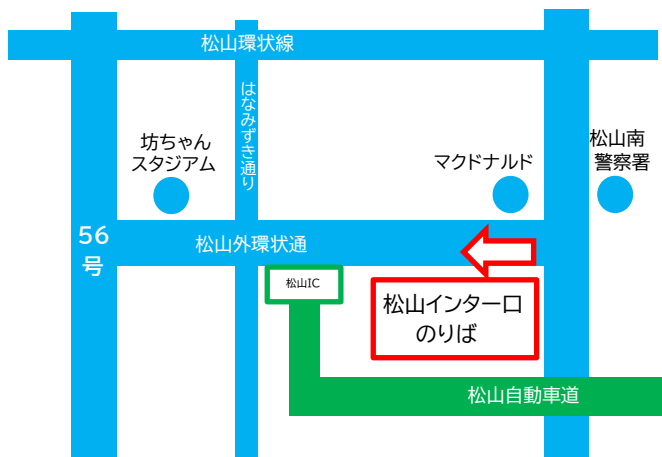 松山環状線
はなみずき通り
坊ちゃん
スタジアム
マクドナルド
松山南
警察署
56
号
松山外環状通
松山IC
松山インター口
のりば
松山自動車道